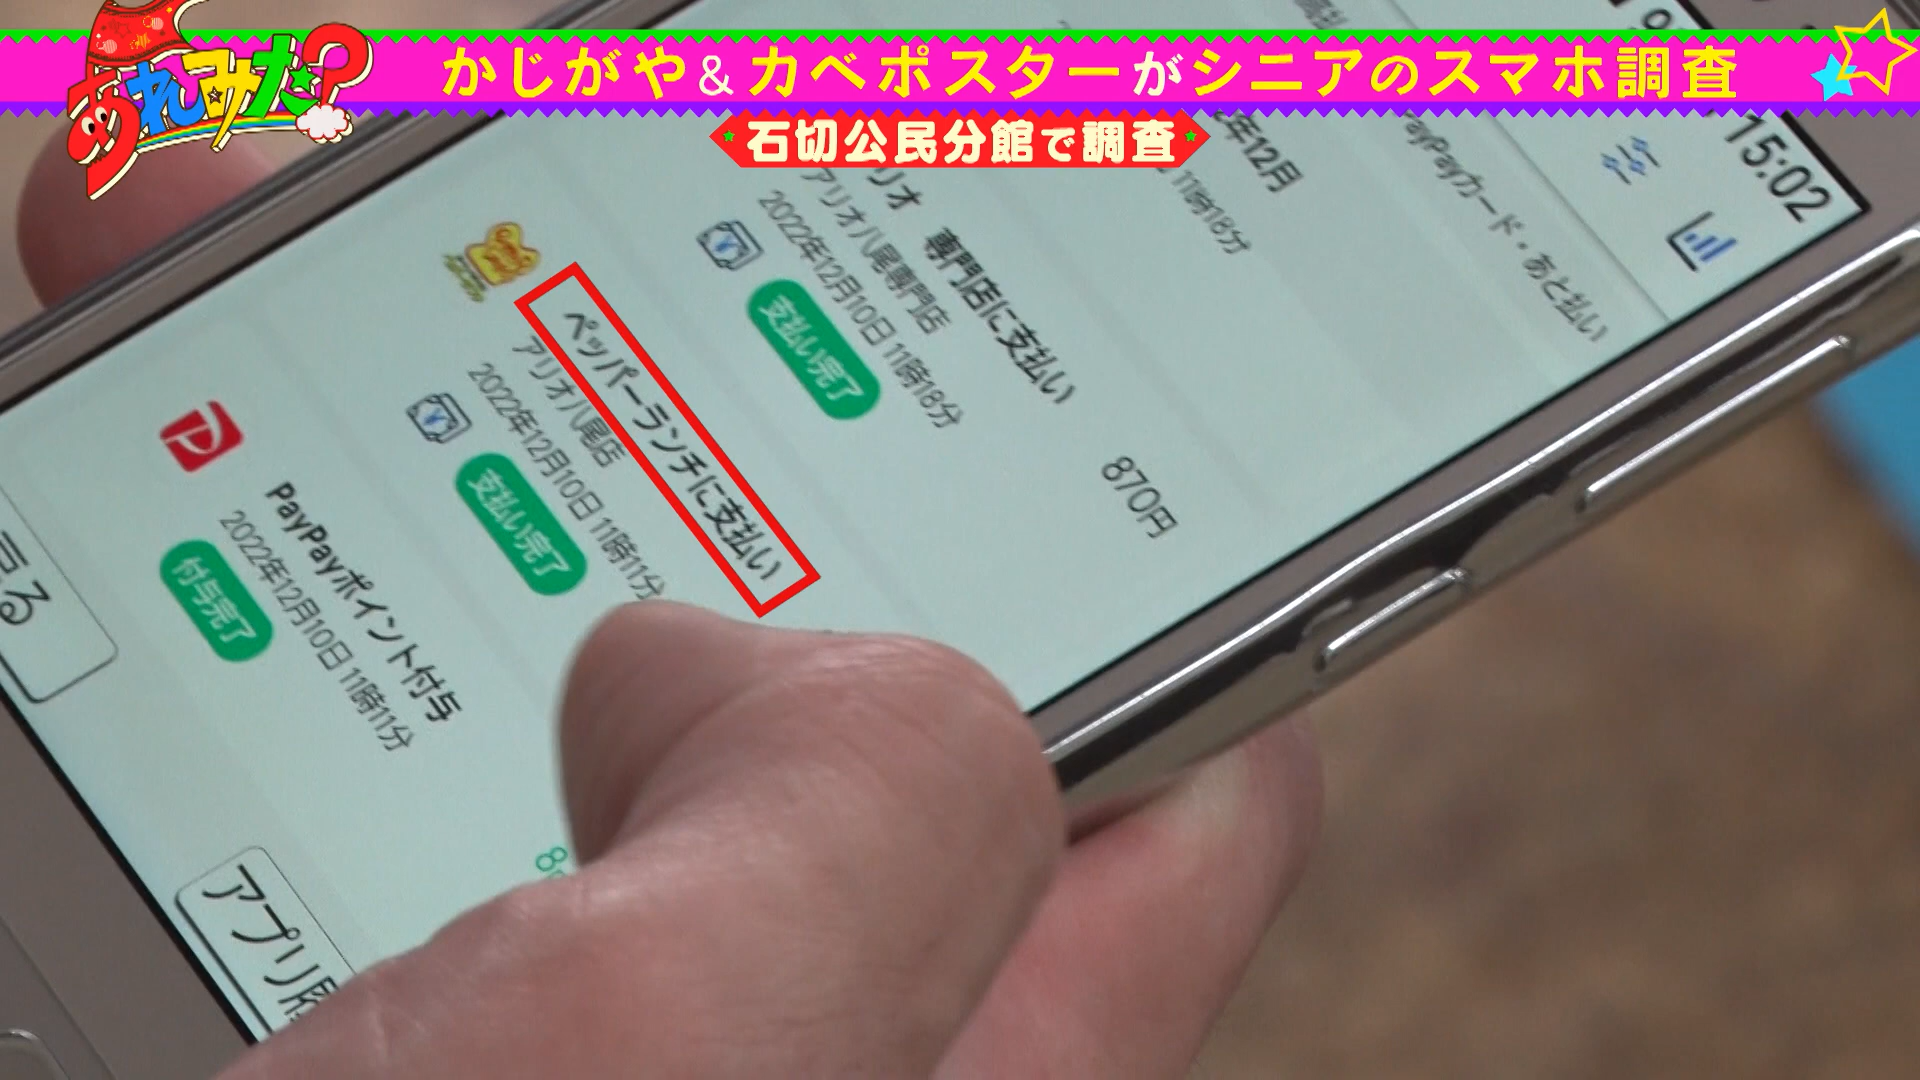 あれみた?
かじがや&カベポスターがシニアのスマホ調査
石切公民分館で調査
15:02
PayPayカード・あと払い
年12月
11時18分
専門店に支払い
アリオ八尾専門店
2022年12月10日 11時18分
支払い完了
870円
ペッパーランチに支払い
アリオ八尾店
2022年12月10日 11時11分
支払い完了
PayPayポイント付与
2022年12月10日 11時11分
付与完了
戻る
アプリ